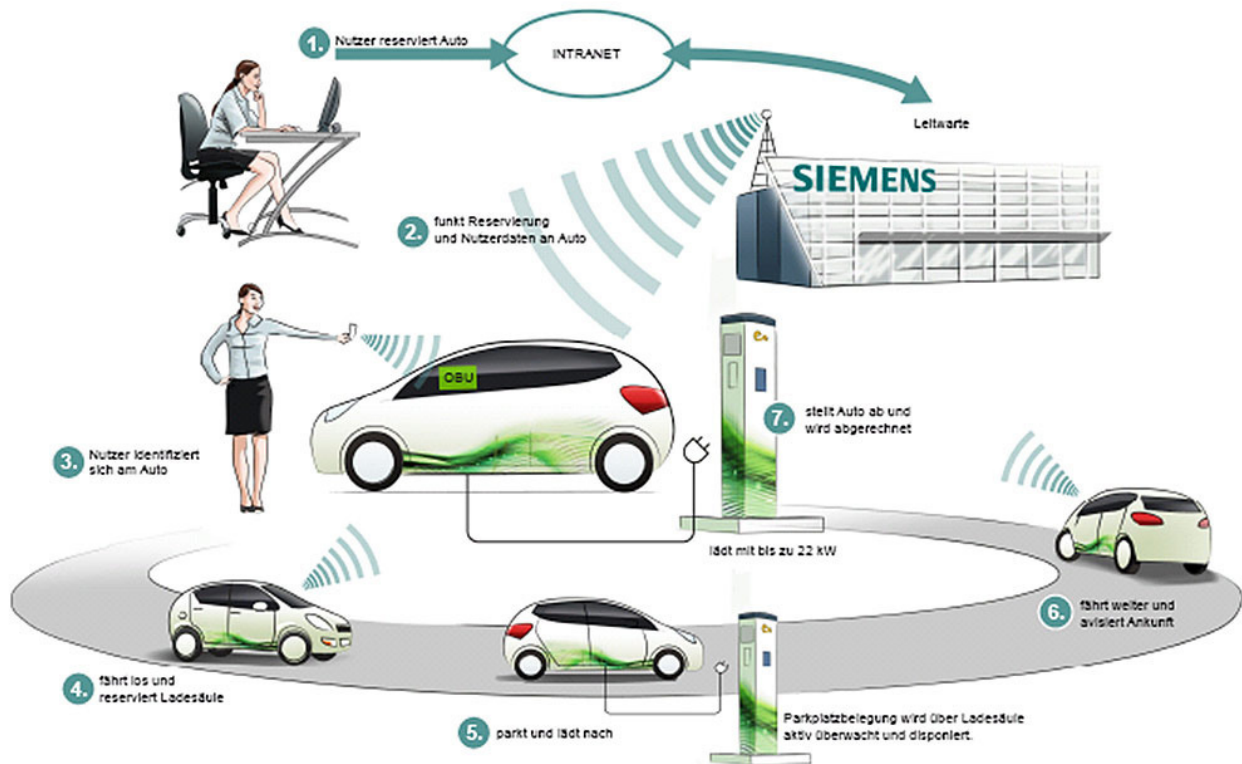 1. Nutzer reserviert Auto
INTRANET
Leitwarte
SIEMENS
2. funkt Reservierung
und Nutzerdaten an Auto
OBU
3. Nutzer identifiziert
sich am Auto
7. stellt Auto ab und
wird abgerechnet
lädt mit bis zu 22 kW
4. fährt los und
reserviert Ladesäule
5. parkt und lädt nach
Parkplatzbelegung wird über Ladesäule
aktiv überwacht und disponiert.
6. fährt weiter und
avisiert Ankunft